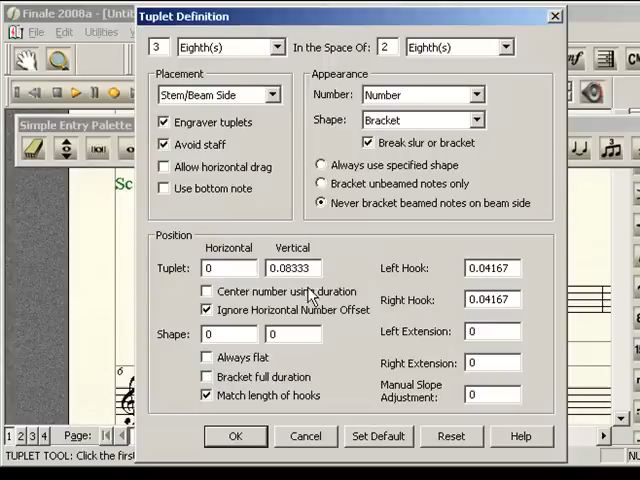 Finale 2008a - [Untitl
Tuplet Definition
File Edit Utilities
3 Eighth(s) In the Space Of: 2 Eighth(s)
Placement
Stem/Beam Side
Engraver tuplets
Avoid staff
Allow horizontal drag
Use bottom note
Appearance
Number: Number
Shape: Bracket
Break slur or bracket
Always use specified shape
Bracket unbeamed notes only
Never bracket beamed notes on beam side
Simple Entry Palette
Sc
Position
Horizontal Vertical
Tuplet: 0 0.08333
Center number using duration
Ignore Horizontal Number Offset
Shape: 0 0
Always flat
Bracket full duration
Match length of hooks
Left Hook: 0.04167
Right Hook: 0.04167
Left Extension: 0
Right Extension: 0
Manual Slope
Adjustment: 0
6
OK Cancel Set Default Reset Help
1 2 3 4 Page:
TUPLET TOOL: Click the first
NU